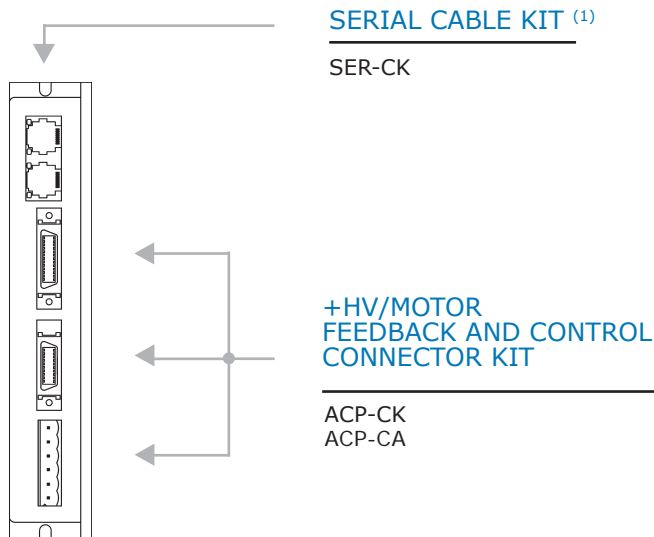 SERIAL CABLE KIT (1)
SER-CK
+HV/MOTOR
FEEDBACK AND CONTROL
CONNECTOR KIT
ACP-CK
ACP-CA